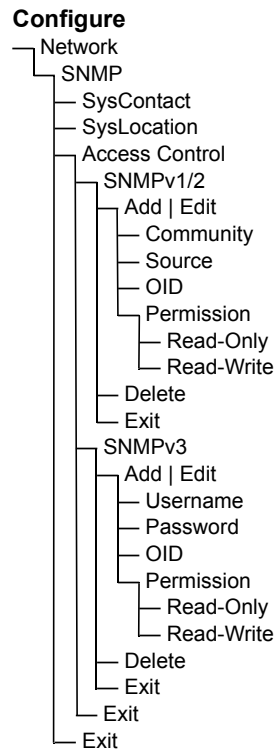 Configure
Network
SNMP
SysContact
SysLocation
Access Control
SNMPv1/2
Add | Edit
Community
Source
OID
Permission
Read-Only
Read-Write
Delete
Exit
SNMPv3
Add | Edit
Username
Password
OID
Permission
Read-Only
Read-Write
Delete
Exit
Exit
Exit